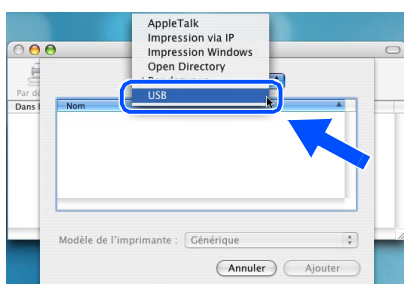 AppleTalk
Impression via IP
Impression Windows
Open Directory
USB
Par dé
Dans l
Nom
Modèle de l'imprimante : Générique
Annuler Ajouter